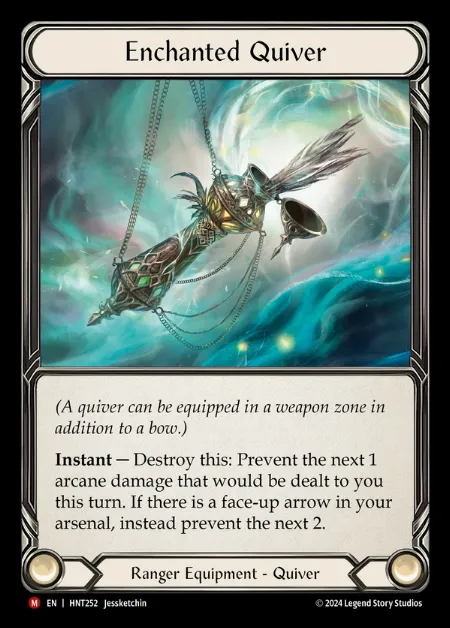 Enchanted Quiver
(A quiver can be equipped in a weapon zone in
addition to a bow.)
Instant — Destroy this: Prevent the next 1
arcane damage that would be dealt to you
this turn. If there is a face-up arrow in your
arsenal, instead prevent the next 2.
Ranger Equipment - Quiver
M EN | HNT252 Jessketchin © 2024 Legend Story Studios